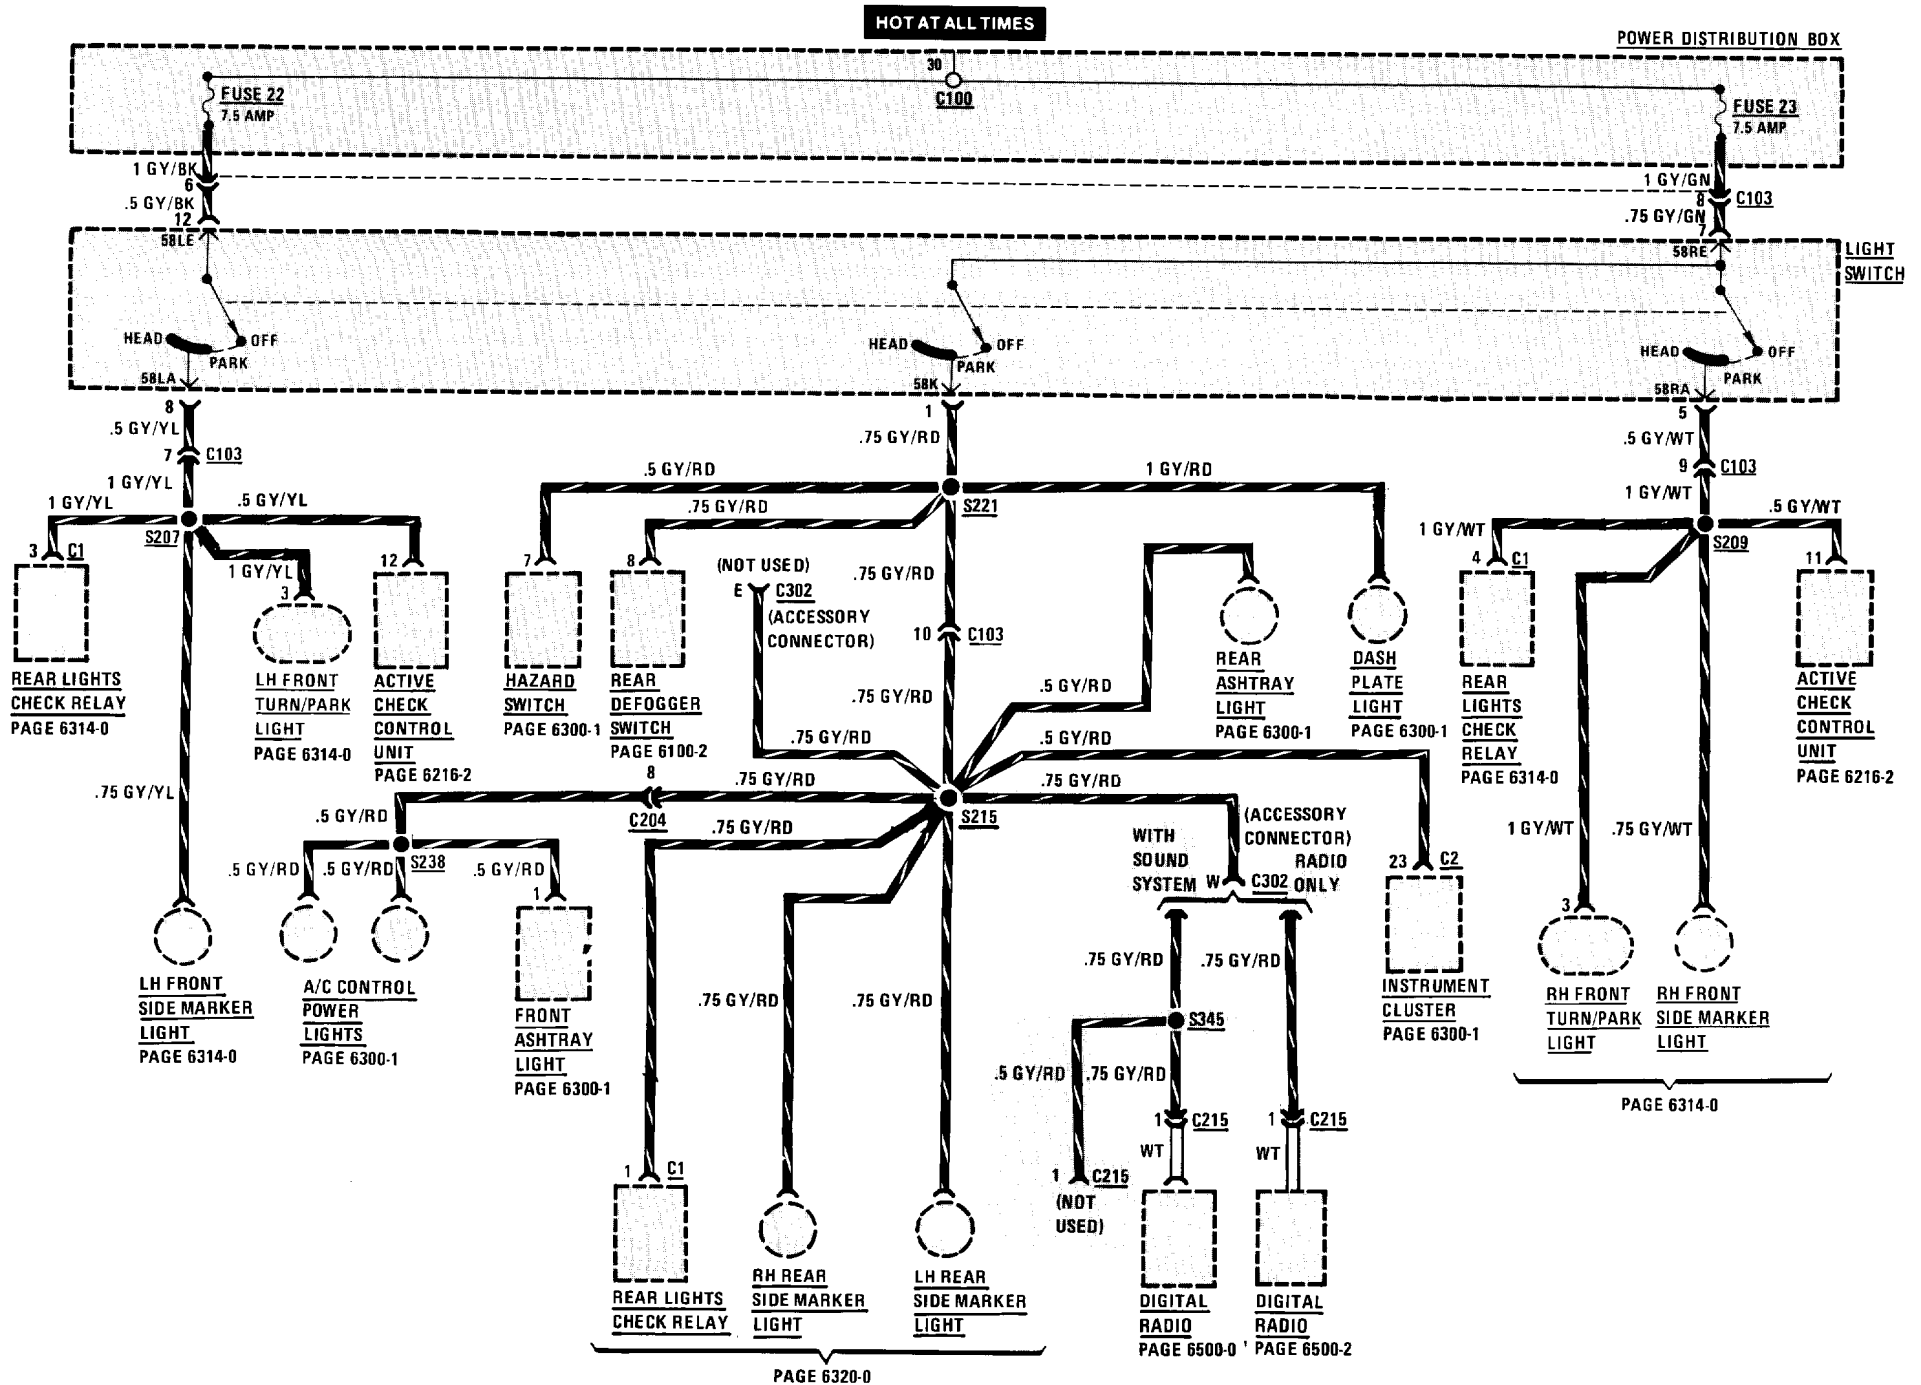 HOT AT ALL TIMES
POWER DISTRIBUTION BOX
30
C100
FUSE 22
7.5 AMP
FUSE 23
7.5 AMP
1 GY/BK
6
.5 GY/BK
12
58LE
1 GY/GN
8
C103
.75 GY/GN
7
58RE
LIGHT
SWITCH
HEAD
OFF
PARK
58LA
HEAD
OFF
PARK
58K
HEAD
OFF
PARK
58RA
8
.5 GY/YL
7
C103
1 GY/YL
1
.75 GY/RD
5
.5 GY/WT
9
C103
1 GY/WT
1 GY/YL
.5 GY/YL
S207
.5 GY/RD
1 GY/RD
.75 GY/RD
S221
1 GY/WT
.5 GY/WT
S209
3
C1
1 GY/YL
3
12
7
8
(NOT USED)
E
C302
(ACCESSORY
CONNECTOR)
.75 GY/RD
10
C103
.75 GY/RD
4
C1
11
REAR LIGHTS
CHECK RELAY
PAGE 6314-0
LH FRONT
TURN/PARK
LIGHT
PAGE 6314-0
ACTIVE
CHECK
CONTROL
UNIT
PAGE 6216-2
HAZARD
SWITCH
PAGE 6300-1
REAR
DEFOGGER
SWITCH
PAGE 6100-2
REAR
ASHTRAY
LIGHT
PAGE 6300-1
DASH
PLATE
LIGHT
PAGE 6300-1
REAR
LIGHTS
CHECK
RELAY
PAGE 6314-0
ACTIVE
CHECK
CONTROL
UNIT
PAGE 6216-2
.5 GY/RD
.75 GY/RD
.5 GY/RD
8
.75 GY/RD
.75 GY/RD
C204
S215
.75 GY/YL
.5 GY/RD
.75 GY/RD
S238
.5 GY/RD
.5 GY/RD
.5 GY/RD
1
WITH
SOUND
SYSTEM
(ACCESSORY
CONNECTOR)
RADIO
ONLY
W
C302
23
C2
1 GY/WT
.75 GY/WT
3
LH FRONT
SIDE MARKER
LIGHT
PAGE 6314-0
A/C CONTROL
POWER
LIGHTS
PAGE 6300-1
FRONT
ASHTRAY
LIGHT
PAGE 6300-1
.75 GY/RD
.75 GY/RD
.75 GY/RD
.75 GY/RD
S345
INSTRUMENT
CLUSTER
PAGE 6300-1
RH FRONT
TURN/PARK
LIGHT
RH FRONT
SIDE MARKER
LIGHT
PAGE 6314-0
.5 GY/RD
.75 GY/RD
1
C215
1
C215
WT
WT
1
C215
(NOT
USED)
1
C1
REAR LIGHTS
CHECK RELAY
RH REAR
SIDE MARKER
LIGHT
LH REAR
SIDE MARKER
LIGHT
PAGE 6320-0
DIGITAL
RADIO
PAGE 6500-0
DIGITAL
RADIO
PAGE 6500-2